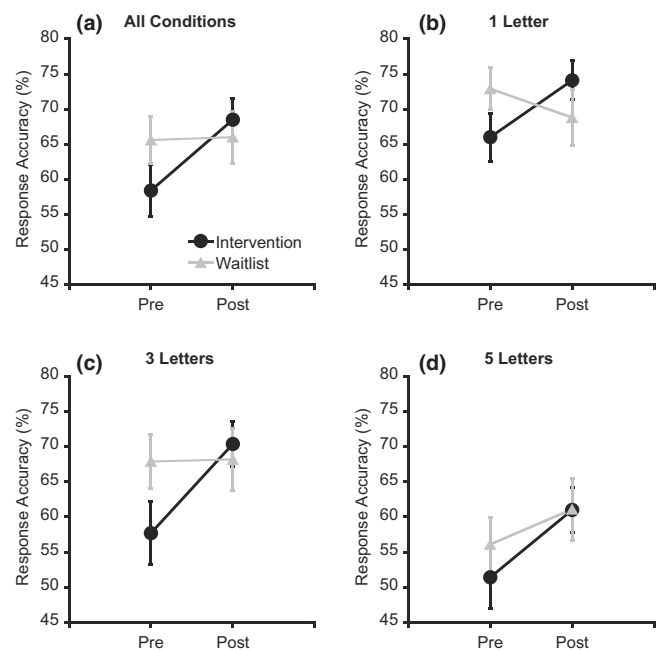 (a) All Conditions
80
75
70
65
60
55
50
45
Response Accuracy (%)
Intervention
Waitlist
Pre Post
(b) 1 Letter
80
75
70
65
60
55
50
45
Response Accuracy (%)
Pre Post
(c) 3 Letters
80
75
70
65
60
55
50
45
Response Accuracy (%)
Pre Post
(d) 5 Letters
80
75
70
65
60
55
50
45
Response Accuracy (%)
Pre Post